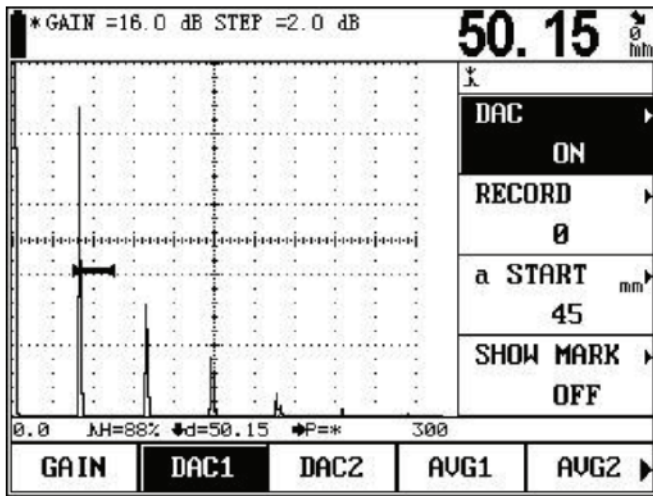 *GAIN =16.0 dB STEP =2.0 dB
50.15 0 mm
DAC
ON
RECORD
0
a START mm
45
SHOW MARK
OFF
0.0 H=88% d=50.15 P=* 300
GAIN DAC1 DAC2 AVG1 AVG2